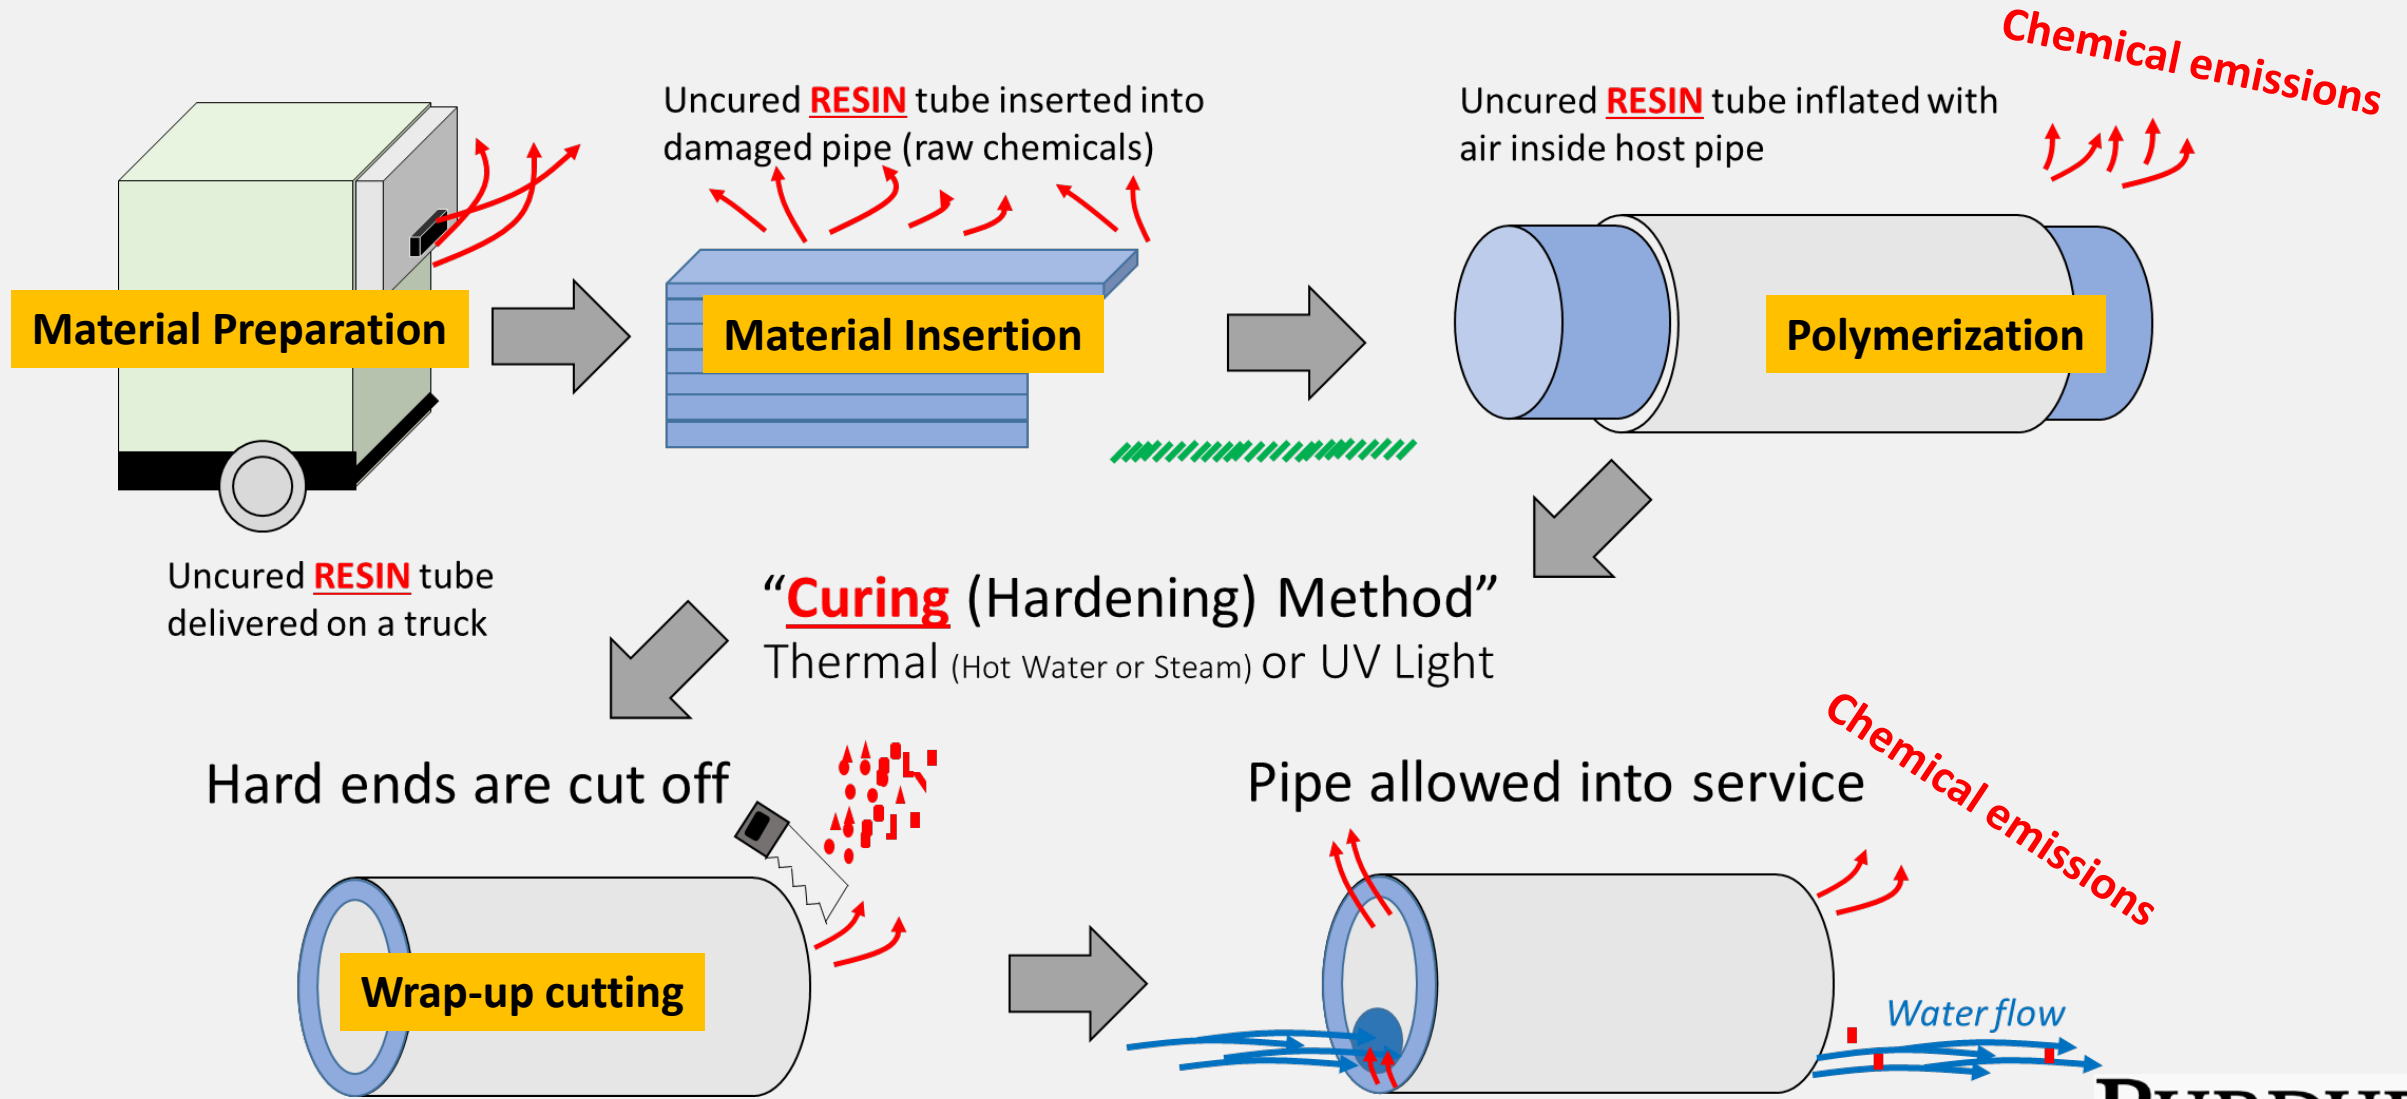 Chemical emissions
Uncured RESIN tube inserted into
damaged pipe (raw chemicals)
Uncured RESIN tube inflated with
air inside host pipe
Material Preparation
Material Insertion
Polymerization
Uncured RESIN tube
delivered on a truck
“Curing (Hardening) Method”
Thermal (Hot Water or Steam) or UV Light
Hard ends are cut off
Pipe allowed into service
Chemical emissions
Wrap-up cutting
Water flow